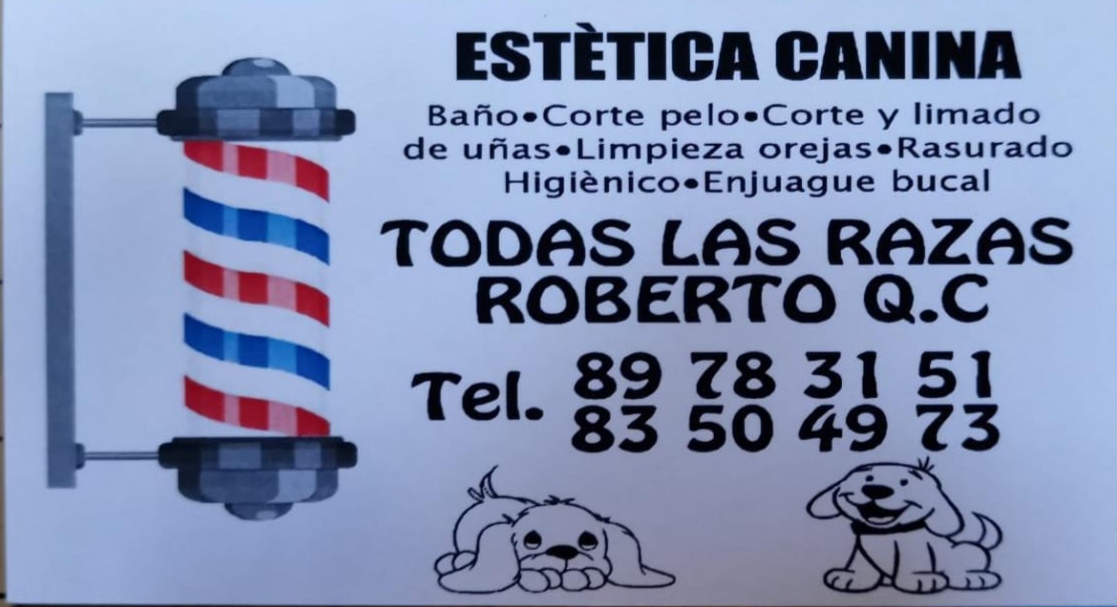 ESTÈTICA CANINA
Baño•Corte pelo•Corte y limado
de uñas•Limpieza orejas•Rasurado
Higiènico•Enjuague bucal
TODAS LAS RAZAS
ROBERTO Q.C
Tel. 89 78 31 51
83 50 49 73